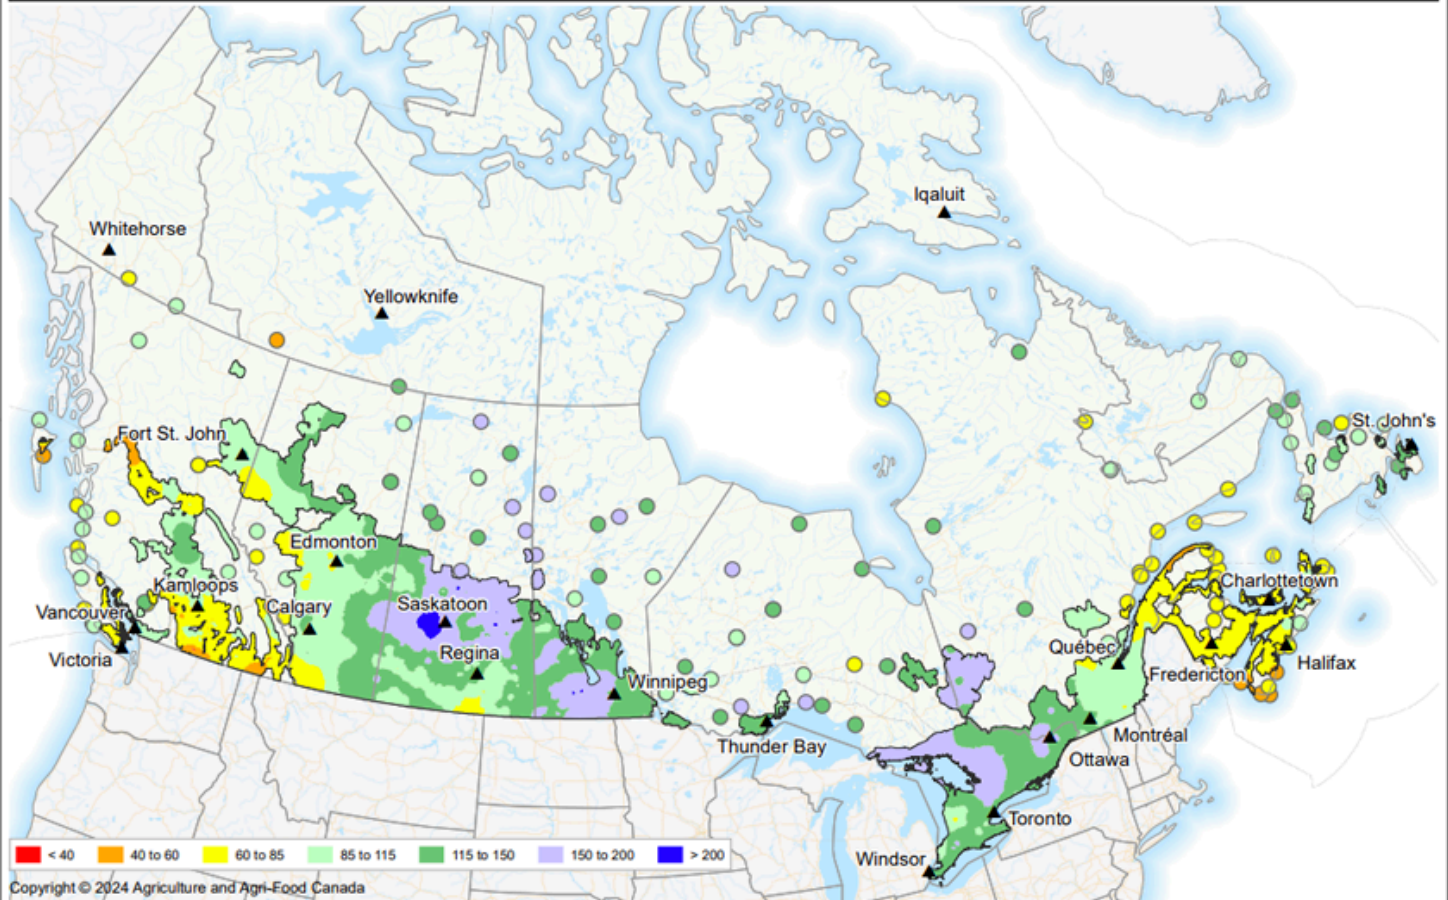 Iqaluit
Whitehorse
Yellowknife
St. John's
Fort St. John
Edmonton
Charlottetown
Kamloops
Calgary
Saskatoon
Vancouver
Québec
Regina
Victoria
Halifax
Fredericton
Winnipeg
Montréal
Thunder Bay
Ottawa
Toronto
Windsor
< 40 40 to 60 60 to 85 85 to 115 115 to 150 150 to 200 > 200
Copyright © 2024 Agriculture and Agri-Food Canada